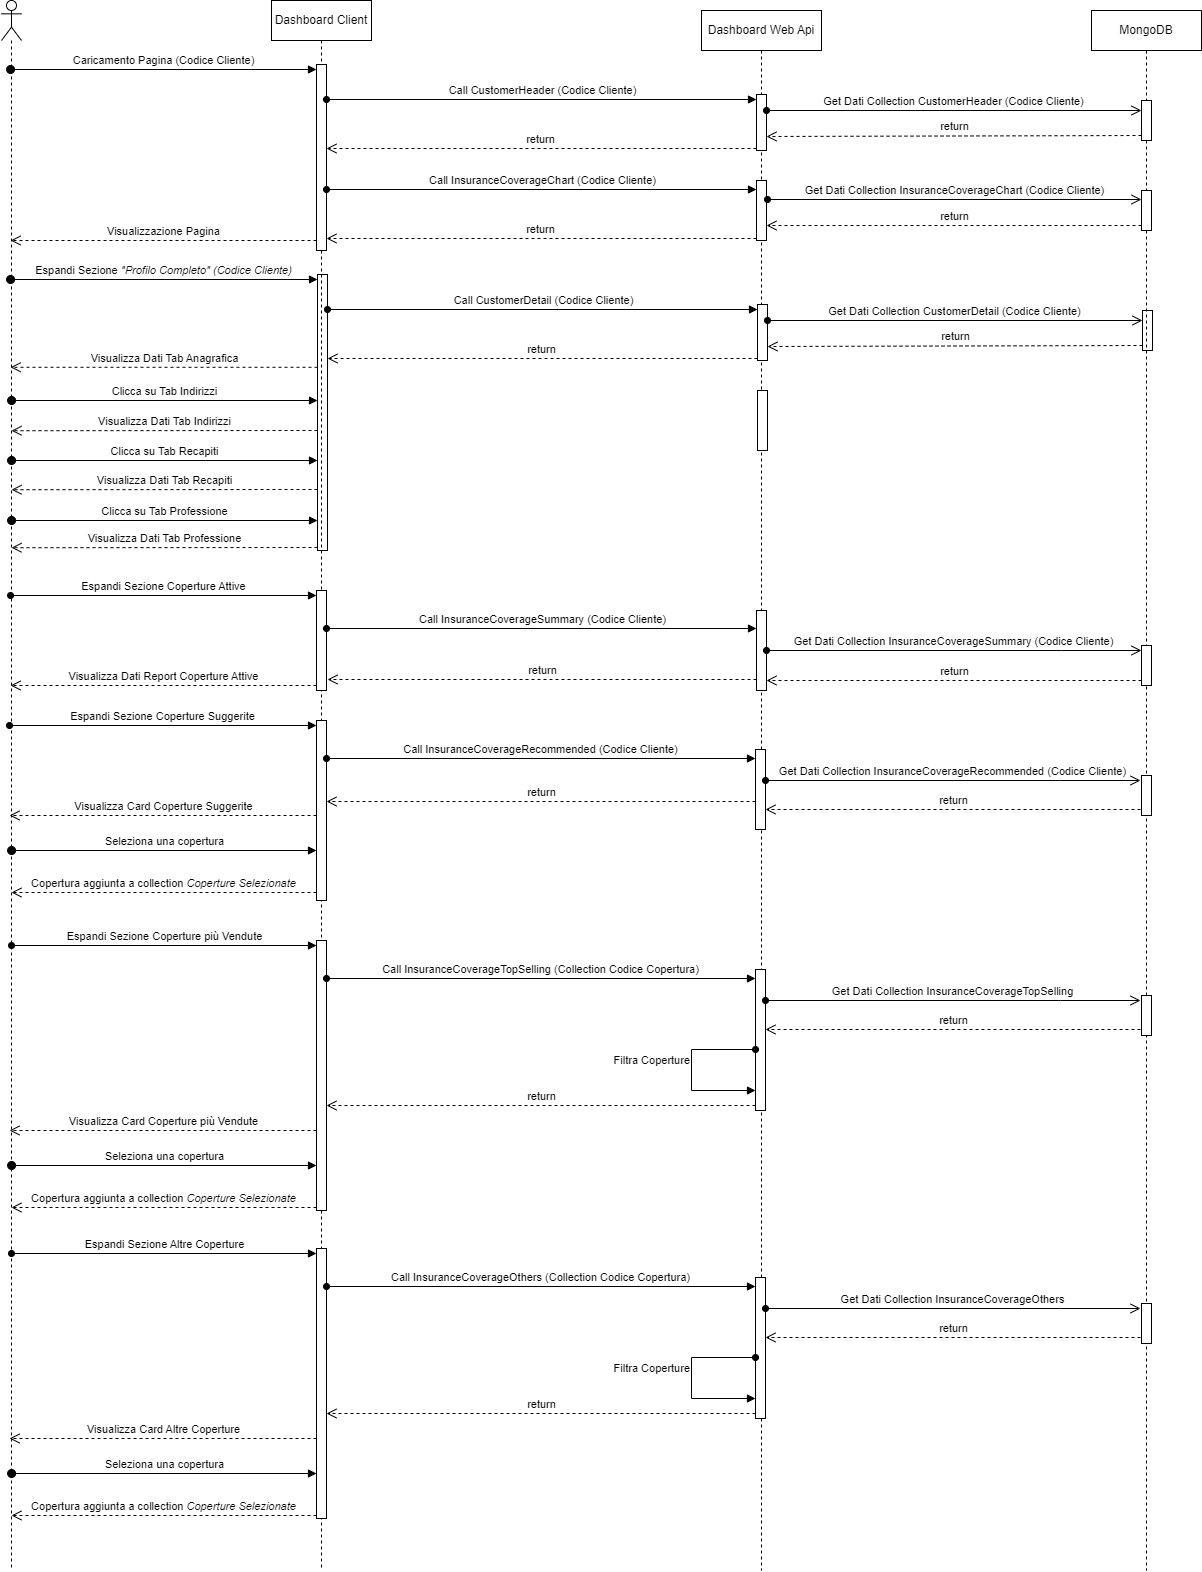 Dashboard Client
Dashboard Web Api
MongoDB
Caricamento Pagina (Codice Cliente)
Call CustomerHeader (Codice Cliente)
Get Dati Collection CustomerHeader (Codice Cliente)
return
return
Call InsuranceCoverageChart (Codice Cliente)
Get Dati Collection InsuranceCoverageChart (Codice Cliente)
return
return
Visualizzazione Pagina
Espandi Sezione "Profilo Completo" (Codice Cliente)
Call CustomerDetail (Codice Cliente)
Get Dati Collection CustomerDetail (Codice Cliente)
return
return
Visualizza Dati Tab Anagrafica
Clicca su Tab Indirizzi
Visualizza Dati Tab Indirizzi
Clicca su Tab Recapiti
Visualizza Dati Tab Recapiti
Clicca su Tab Professione
Visualizza Dati Tab Professione
Espandi Sezione Coperture Attive
Call InsuranceCoverageSummary (Codice Cliente)
Get Dati Collection InsuranceCoverageSummary (Codice Cliente)
return
return
Visualizza Dati Report Coperture Attive
Espandi Sezione Coperture Suggerite
Call InsuranceCoverageRecommended (Codice Cliente)
Get Dati Collection InsuranceCoverageRecommended (Codice Cliente)
return
return
Visualizza Card Coperture Suggerite
Seleziona una copertura
Copertura aggiunta a collection Coperture Selezionate
Espandi Sezione Coperture più Vendute
Call InsuranceCoverageTopSelling (Collection Codice Copertura)
Get Dati Collection InsuranceCoverageTopSelling
return
Filtra Coperture
return
Visualizza Card Coperture più Vendute
Seleziona una copertura
Copertura aggiunta a collection Coperture Selezionate
Espandi Sezione Altre Coperture
Call InsuranceCoverageOthers (Collection Codice Copertura)
Get Dati Collection InsuranceCoverageOthers
return
Filtra Coperture
return
Visualizza Card Altre Coperture
Seleziona una copertura
Copertura aggiunta a collection Coperture Selezionate